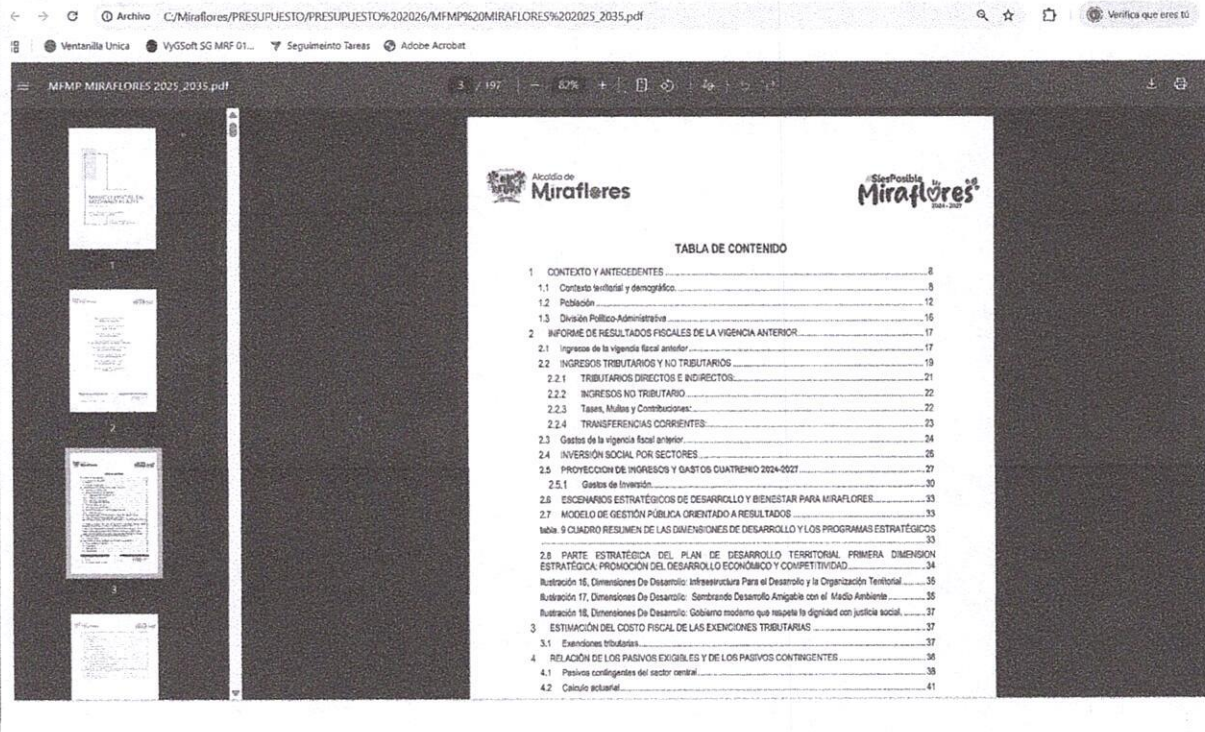 Archivo C:/Miraflores/PRESUPUESTO/PRESUPUESTO%202026/MFMP%20MIRAFLORES%202025_2035.pdf
Verifica que eres tú
Ventanilla Unica VyGSoft SG MRF 01... Seguimeinto Tareas Adobe Acrobat
MFMP MIRAFLORES 2025_2035.pdf 3 / 197 82%
1
2
3
Alcaldía de
Miraflores
#SiesPosible
Miraflores
2024-2027
TABLA DE CONTENIDO
1 CONTEXTO Y ANTECEDENTES 8
1.1 Contexto territorial y demográfico. 8
1.2 Población 12
1.3 División Político-Administrativa 16
2 INFORME DE RESULTADOS FISCALES DE LA VIGENCIA ANTERIOR 17
2.1 Ingresos de la vigencia fiscal anterior 17
2.2 INGRESOS TRIBUTARIOS Y NO TRIBUTARIOS 19
2.2.1 TRIBUTARIOS DIRECTOS E INDIRECTOS: 21
2.2.2 INGRESOS NO TRIBUTARIO 22
2.2.3 Tases, Multas y Contribuciones: 22
2.2.4 TRANSFERENCIAS CORRIENTES: 23
2.3 Gastos de la vigencia fiscal anterior 24
2.4 INVERSIÓN SOCIAL POR SECTORES 25
2.5 PROYECCION DE INGRESOS Y GASTOS CUATRENIO 2024-2027 27
2.5.1 Gastos de Inversión 30
2.6 ESCENARIOS ESTRATÉGICOS DE DESARROLLO Y BIENESTAR PARA MIRAFLORES 33
2.7 MODELO DE GESTIÓN PÚBLICA ORIENTADO A RESULTADOS 33
tabla. 9 CUADRO RESUMEN DE LAS DIMENSIONES DE DESARROLLO Y LOS PROGRAMAS ESTRATÉGICOS
33
2.8 PARTE ESTRATÉGICA DEL PLAN DE DESARROLLO TERRITORIAL PRIMERA DIMENSION
ESTRATÉGICA: PROMOCIÓN DEL DESARROLLO ECONÓMICO Y COMPETITIVIDAD 34
Ilustración 16, Dimensiones De Desarrollo: Infraestructura Para el Desarrollo y la Organización Territorial 35
Ilustración 17, Dimensiones De Desarrollo: Sembrando Desarrollo Amigable con el Medio Ambiente 36
Ilustración 18, Dimensiones De Desarrollo: Gobierno moderno que respete la dignidad con justicia social. 37
3 ESTIMACIÓN DEL COSTO FISCAL DE LAS EXENCIONES TRIBUTARIAS 37
3.1 Exenciones tributarias 37
4 RELACIÓN DE LOS PASIVOS EXIGIBLES Y DE LOS PASIVOS CONTINGENTES 38
4.1 Pasivos contingentes del sector central 38
4.2 Calculo actuarial 41